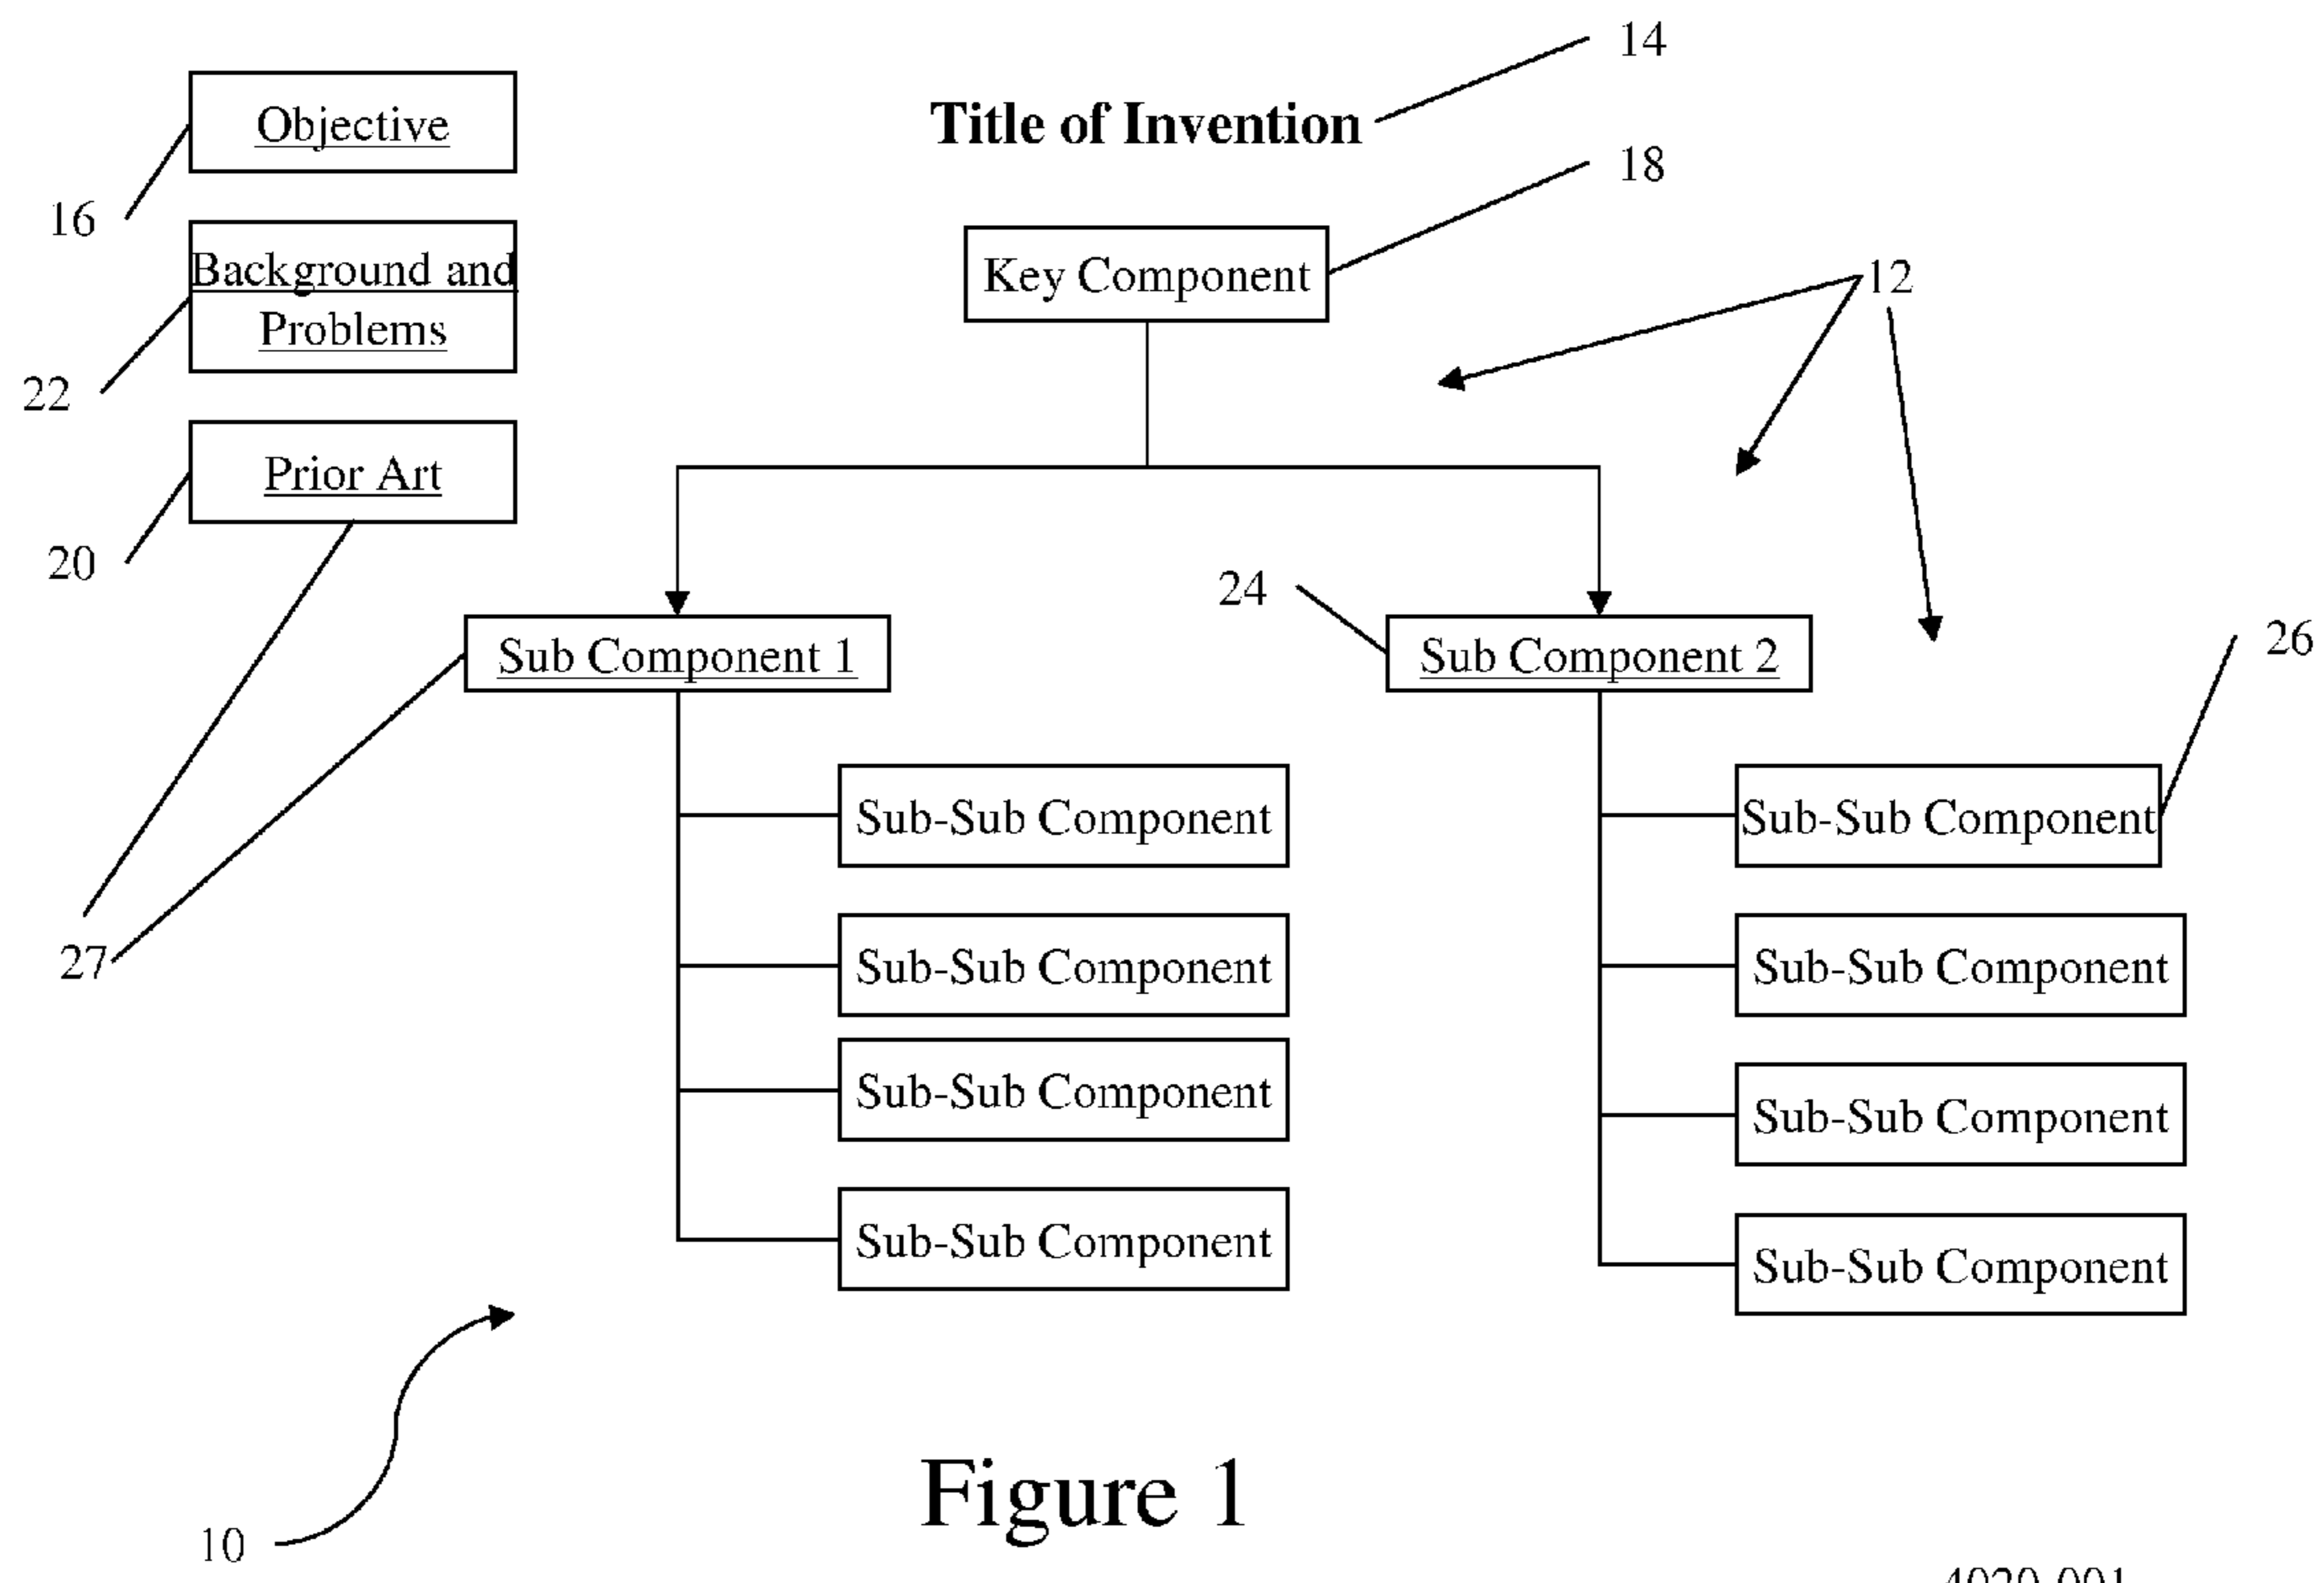 14
Objective
Title of Invention
18
16
Background and
Problems
Key Component
12
22
Prior Art
20
24
26
Sub Component 1
Sub Component 2
Sub-Sub Component
Sub-Sub Component
27
Sub-Sub Component
Sub-Sub Component
Sub-Sub Component
Sub-Sub Component
Sub-Sub Component
Sub-Sub Component
Figure 1
10